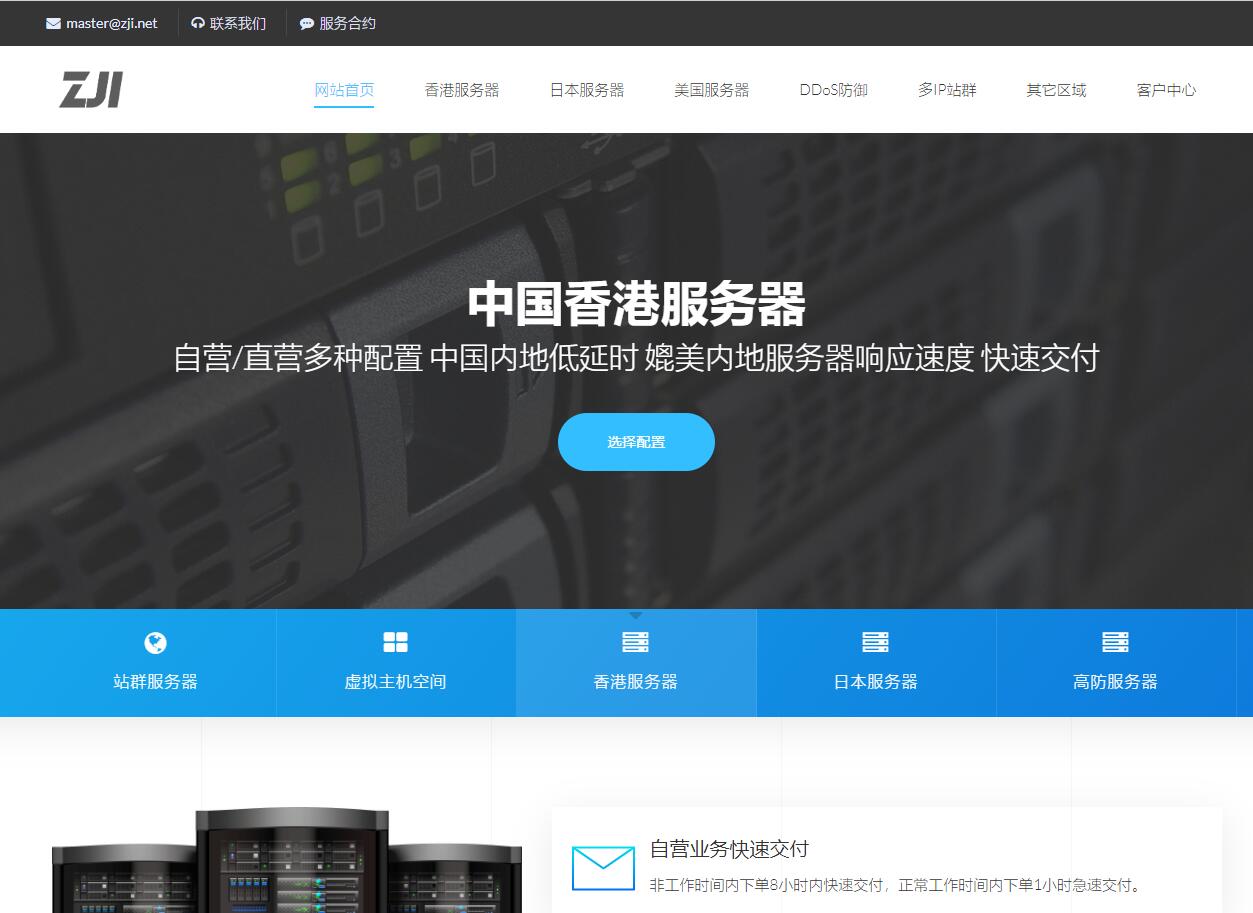 master@zji.net 联系我们 服务合约
ZJI 网站首页 香港服务器 日本服务器 美国服务器 DDoS防御 多IP站群 其它区域 客户中心
中国香港服务器
自营/直营多种配置 中国内地低延时 媲美内地服务器响应速度 快速交付
选择配置
站群服务器 虚拟主机空间 香港服务器 日本服务器 高防服务器
自营业务快速交付
非工作时间内下单8小时内快速交付，正常工作时间内下单1小时急速交付。